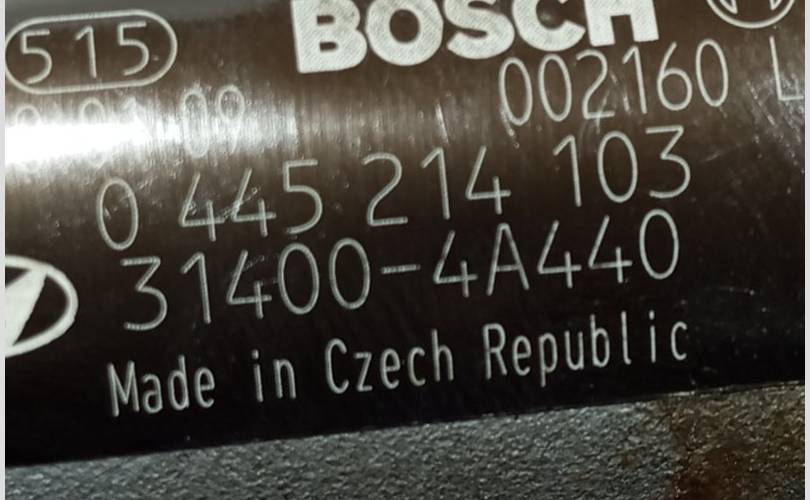 515 BOSCH
002160 L
0 445 214 103
31400-4A440
Made in Czech Republic